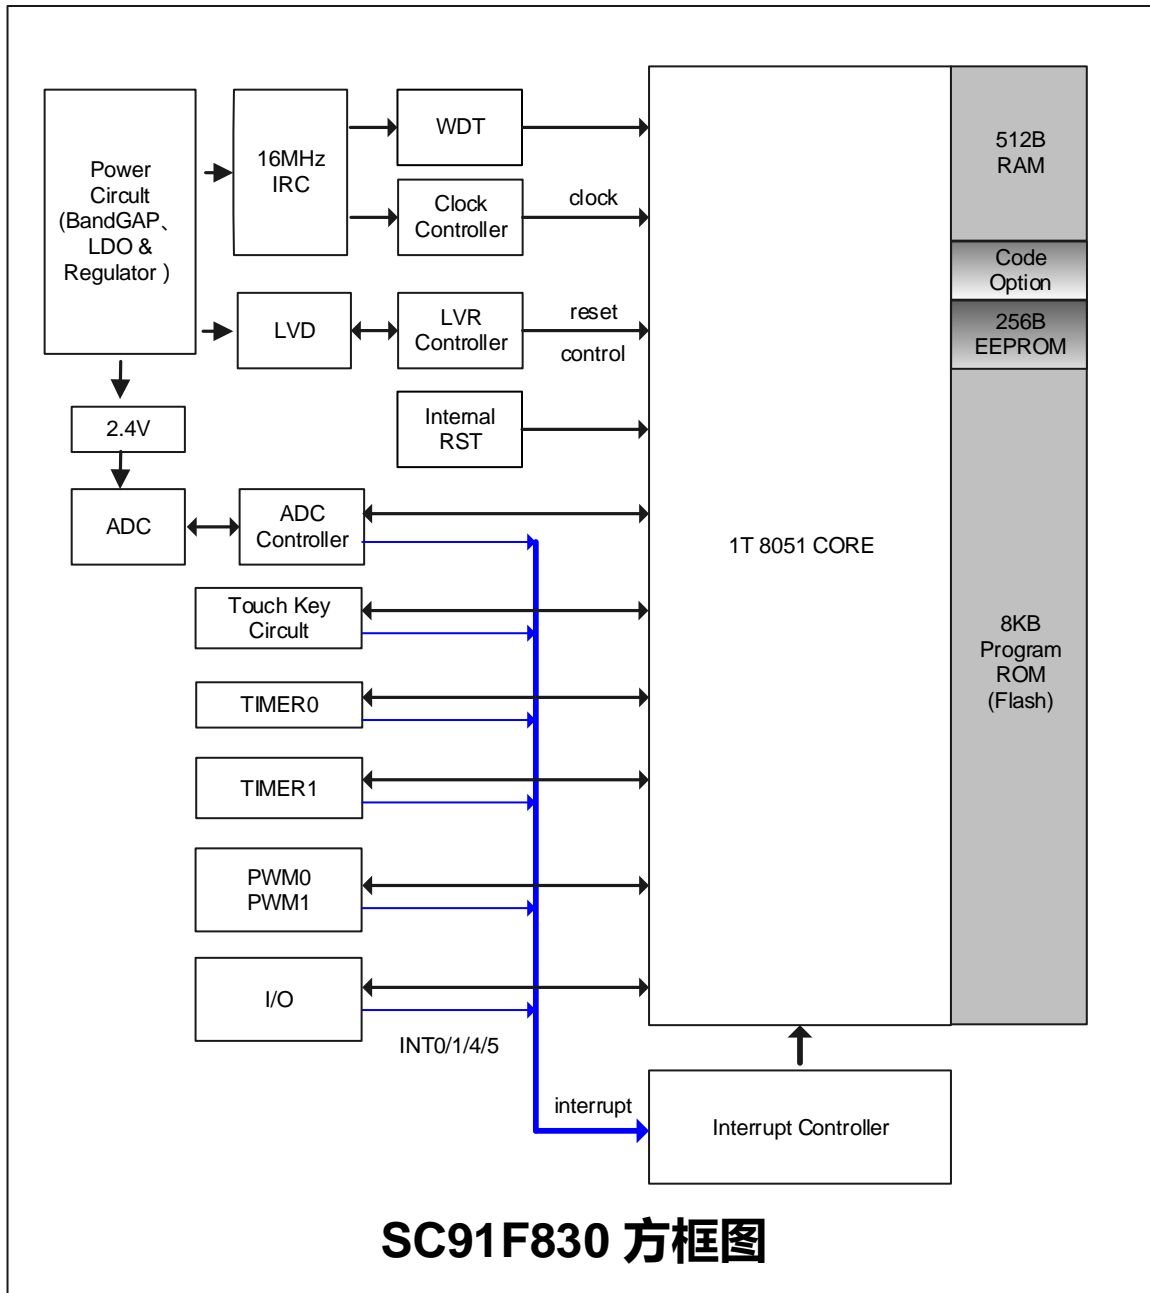 Power
Circuit
(BandGAP、
LDO &
Regulator )
16MHz
IRC
WDT
Clock
Controller
clock
LVD
LVR
Controller
reset
control
2.4V
Internal
RST
ADC
ADC
Controller
Touch Key
Circult
TIMER0
TIMER1
PWM0
PWM1
I/O
INT0/1/4/5
interrupt
1T 8051 CORE
512B
RAM
Code
Option
256B
EEPROM
8KB
Program
ROM
(Flash)
Interrupt Controller
SC91F830 方框图